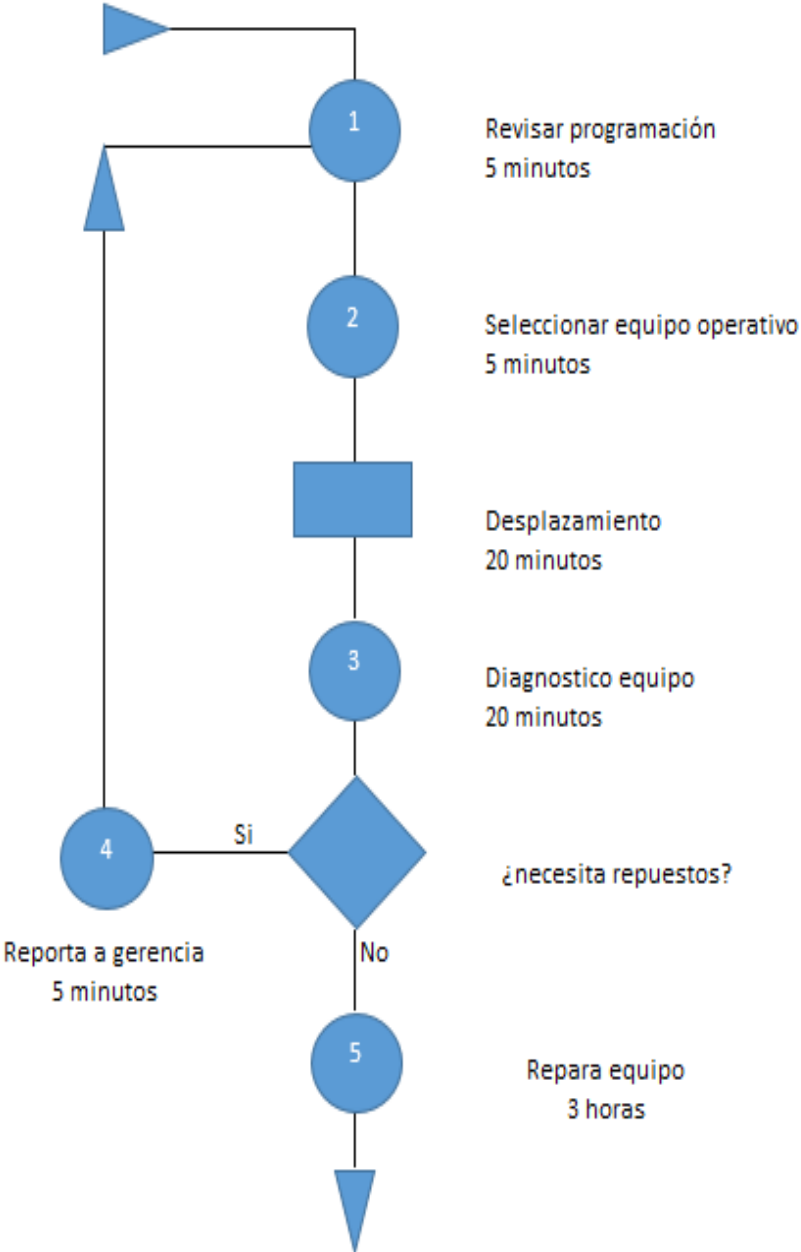 1
Revisar programación
5 minutos
2
Seleccionar equipo operativo
5 minutos
Desplazamiento
20 minutos
3
Diagnostico equipo
20 minutos
Si
4
¿necesita repuestos?
Reporta a gerencia
5 minutos
No
5
Repara equipo
3 horas